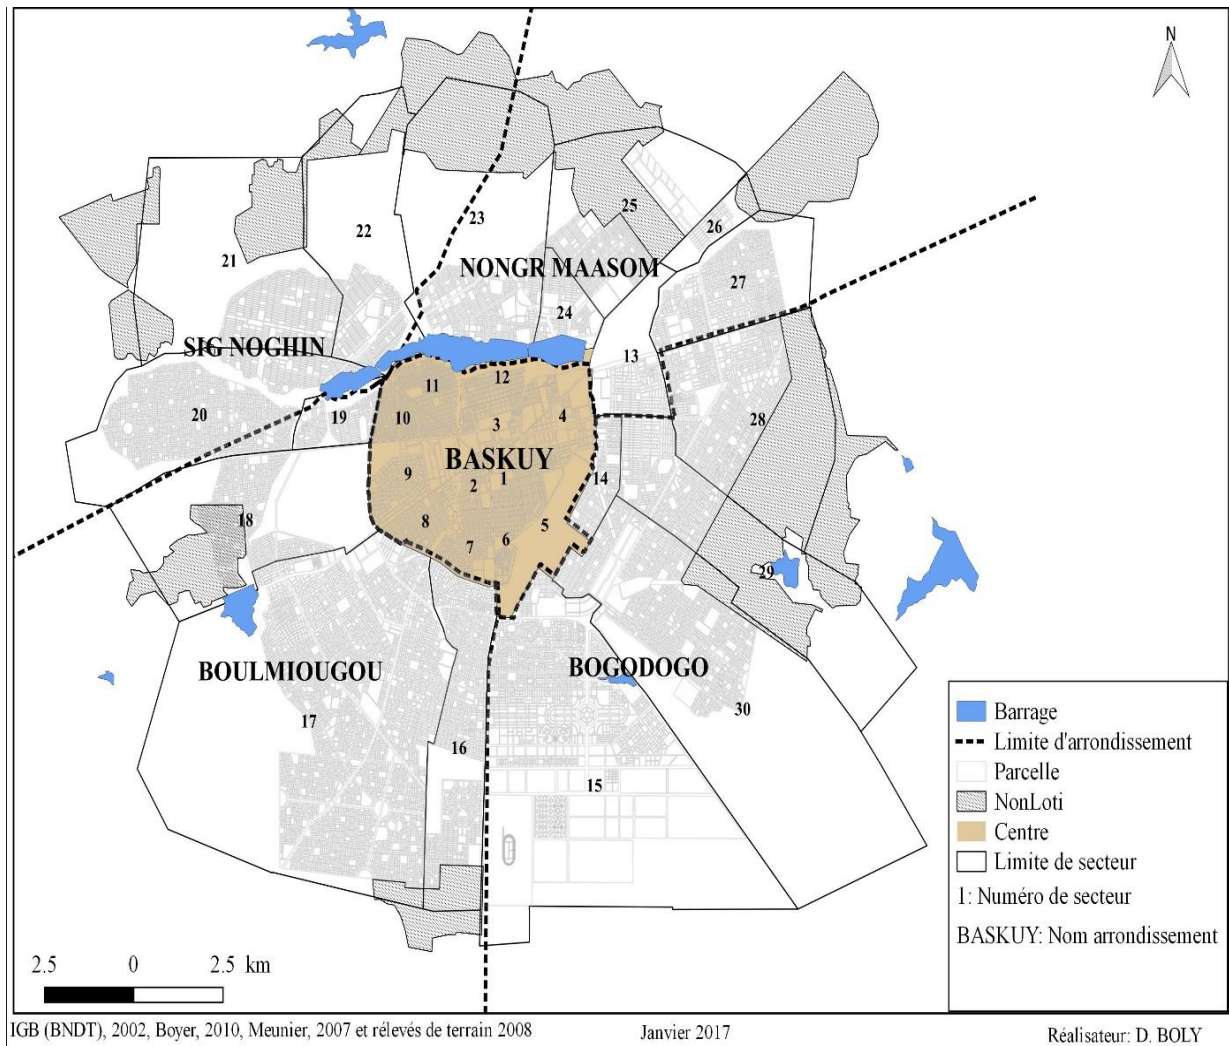 N
23
25
22
26
21
NONGR MAASOM
27
24
SIG NOGHIN
13
11
12
20
19
10
4
28
3
BASKUY
9
1
14
2
18
8
5
6
7
29
BOULMIOUGOU
BOGODOGO
30
17
16
15
Barrage
Limite d'arrondissement
Parcelle
NonLoti
Centre
Limite de secteur
1: Numéro de secteur
BASKUY: Nom arrondissement
2.5 0 2.5 km
IGB (BNDT), 2002, Boyer, 2010, Meunier, 2007 et rélevés de terrain 2008
Janvier 2017
Réalisateur: D. BOLY